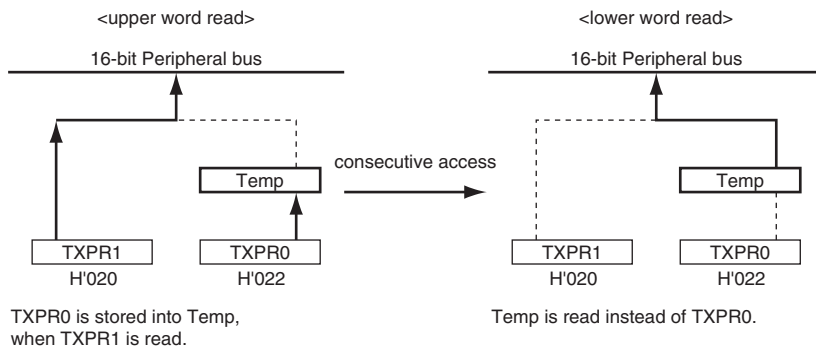 <upper word read>
16-bit Peripheral bus
Temp
TXPR1
TXPR0
H'020
H'022
TXPR0 is stored into Temp,
when TXPR1 is read.
consecutive access
<lower word read>
16-bit Peripheral bus
Temp
TXPR1
TXPR0
H'020
H'022
Temp is read instead of TXPR0.